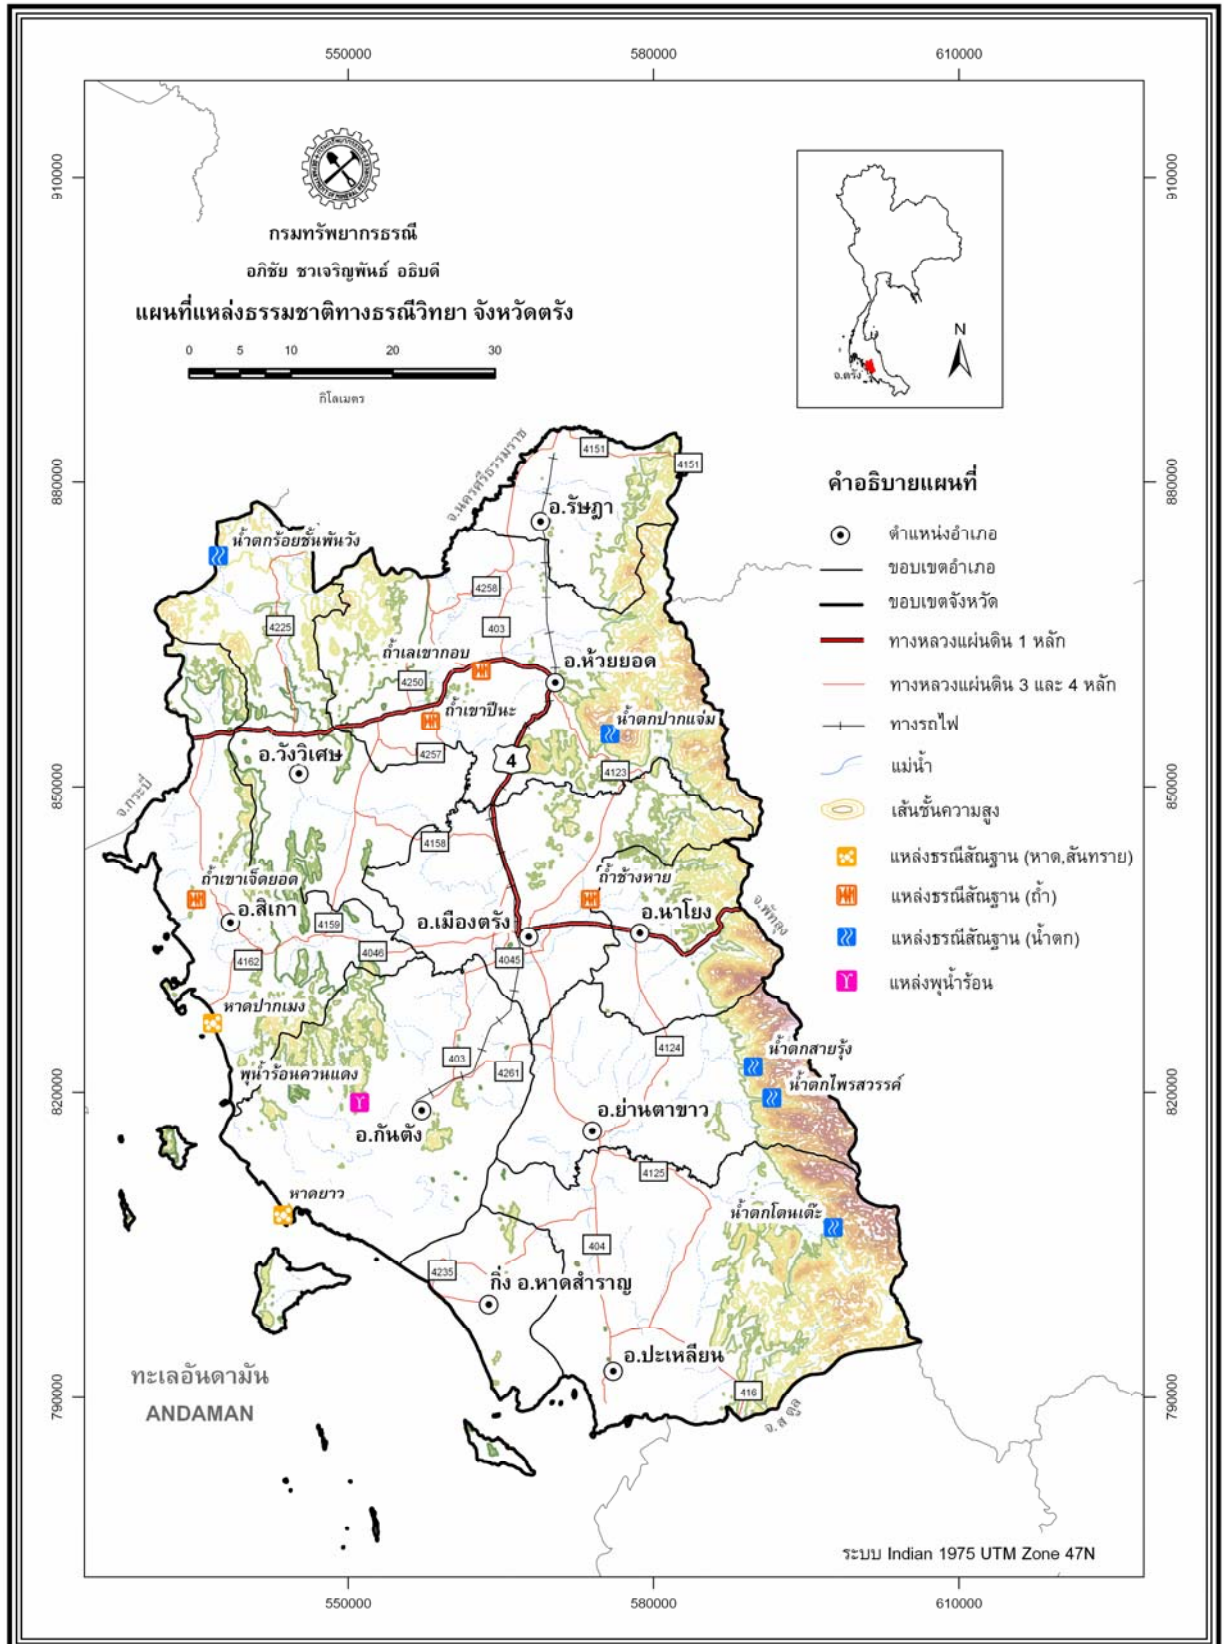 550000
580000
610000
910000
910000
DEPARTMENT OF MINERAL RESOURCES
กรมทรัพยากรธรณี
อภิชัย ชวเจริญพันธ์ อธิบดี
แผนที่แหล่งธรรมชาติทางธรณีวิทยา จังหวัดตรัง
0 5 10 20 30
กิโลเมตร
N
จ.ตรัง
คำอธิบายแผนที่
ตำแหน่งอำเภอ
ขอบเขตอำเภอ
ขอบเขตจังหวัด
ทางหลวงแผ่นดิน 1 หลัก
ทางหลวงแผ่นดิน 3 และ 4 หลัก
ทางรถไฟ
แม่น้ำ
เส้นชั้นความสูง
แหล่งธรณีสัณฐาน (หาด,สันทราย)
แหล่งธรณีสัณฐาน (ถ้ำ)
แหล่งธรณีสัณฐาน (น้ำตก)
แหล่งพุน้ำร้อน
จ.นครศรีธรรมราช
4151
4151
880000
880000
อ.รัษฎา
น้ำตกร้อยชั้นพันวัง
4258
4225
403
ถ้ำเลเขากอบ
อ.ห้วยยอด
4250
ถ้ำเขาปินะ
น้ำตกปากแจ่ม
4257
อ.วังวิเศษ
4
4123
850000
850000
จ.กระบี่
4158
ถ้ำเขาเจ็ดยอด
ถ้ำช้างหาย
อ.สิเกา
4159
อ.เมืองตรัง
อ.นาโยง
จ.พัทลุง
4162
4046
4045
หาดปากเมง
4124
น้ำตกสายรุ้ง
403
4261
พุน้ำร้อนควนแดง
น้ำตกไพรสวรรค์
820000
820000
อ.กันตัง
อ.ย่านตาขาว
4125
หาดยาว
น้ำตกโตนเต๊ะ
404
4235
กิ่ง อ.หาดสำราญ
อ.ปะเหลียน
ทะเลอันดามัน
ANDAMAN
416
790000
790000
จ.สตูล
ระบบ Indian 1975 UTM Zone 47N
550000
580000
610000